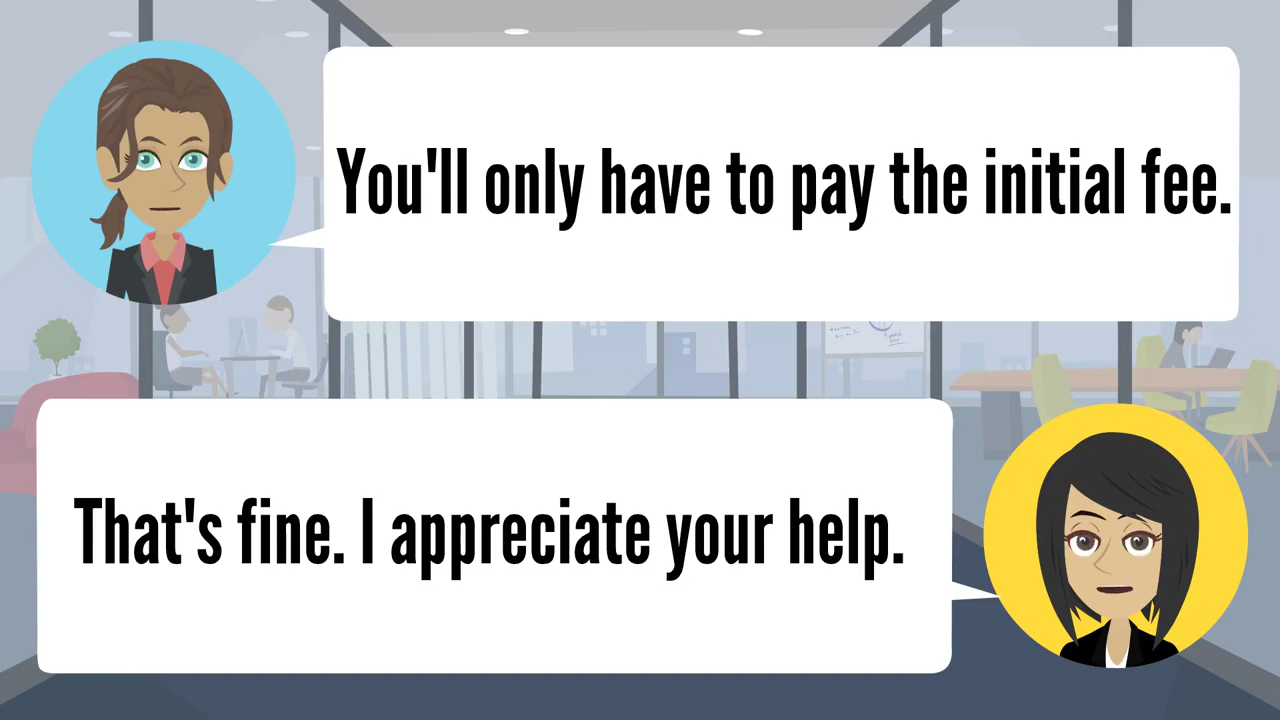 You'll only have to pay the initial fee.
That's fine. I appreciate your help.